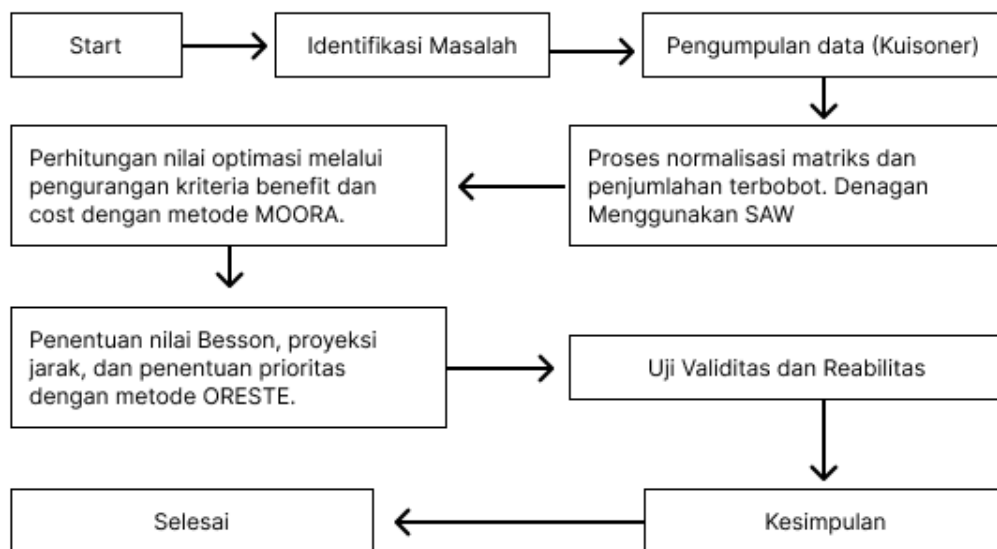 Start
Identifikasi Masalah
Pengumpulan data (Kuisoner)
Proses normalisasi matriks dan
penjumlahan terbobot. Denagan
Menggunakan SAW
Perhitungan nilai optimasi melalui
pengurangan kriteria benefit dan
cost dengan metode MOORA.
Penentuan nilai Besson, proyeksi
jarak, dan penentuan prioritas
dengan metode ORESTE.
Uji Validitas dan Reabilitas
Kesimpulan
Selesai